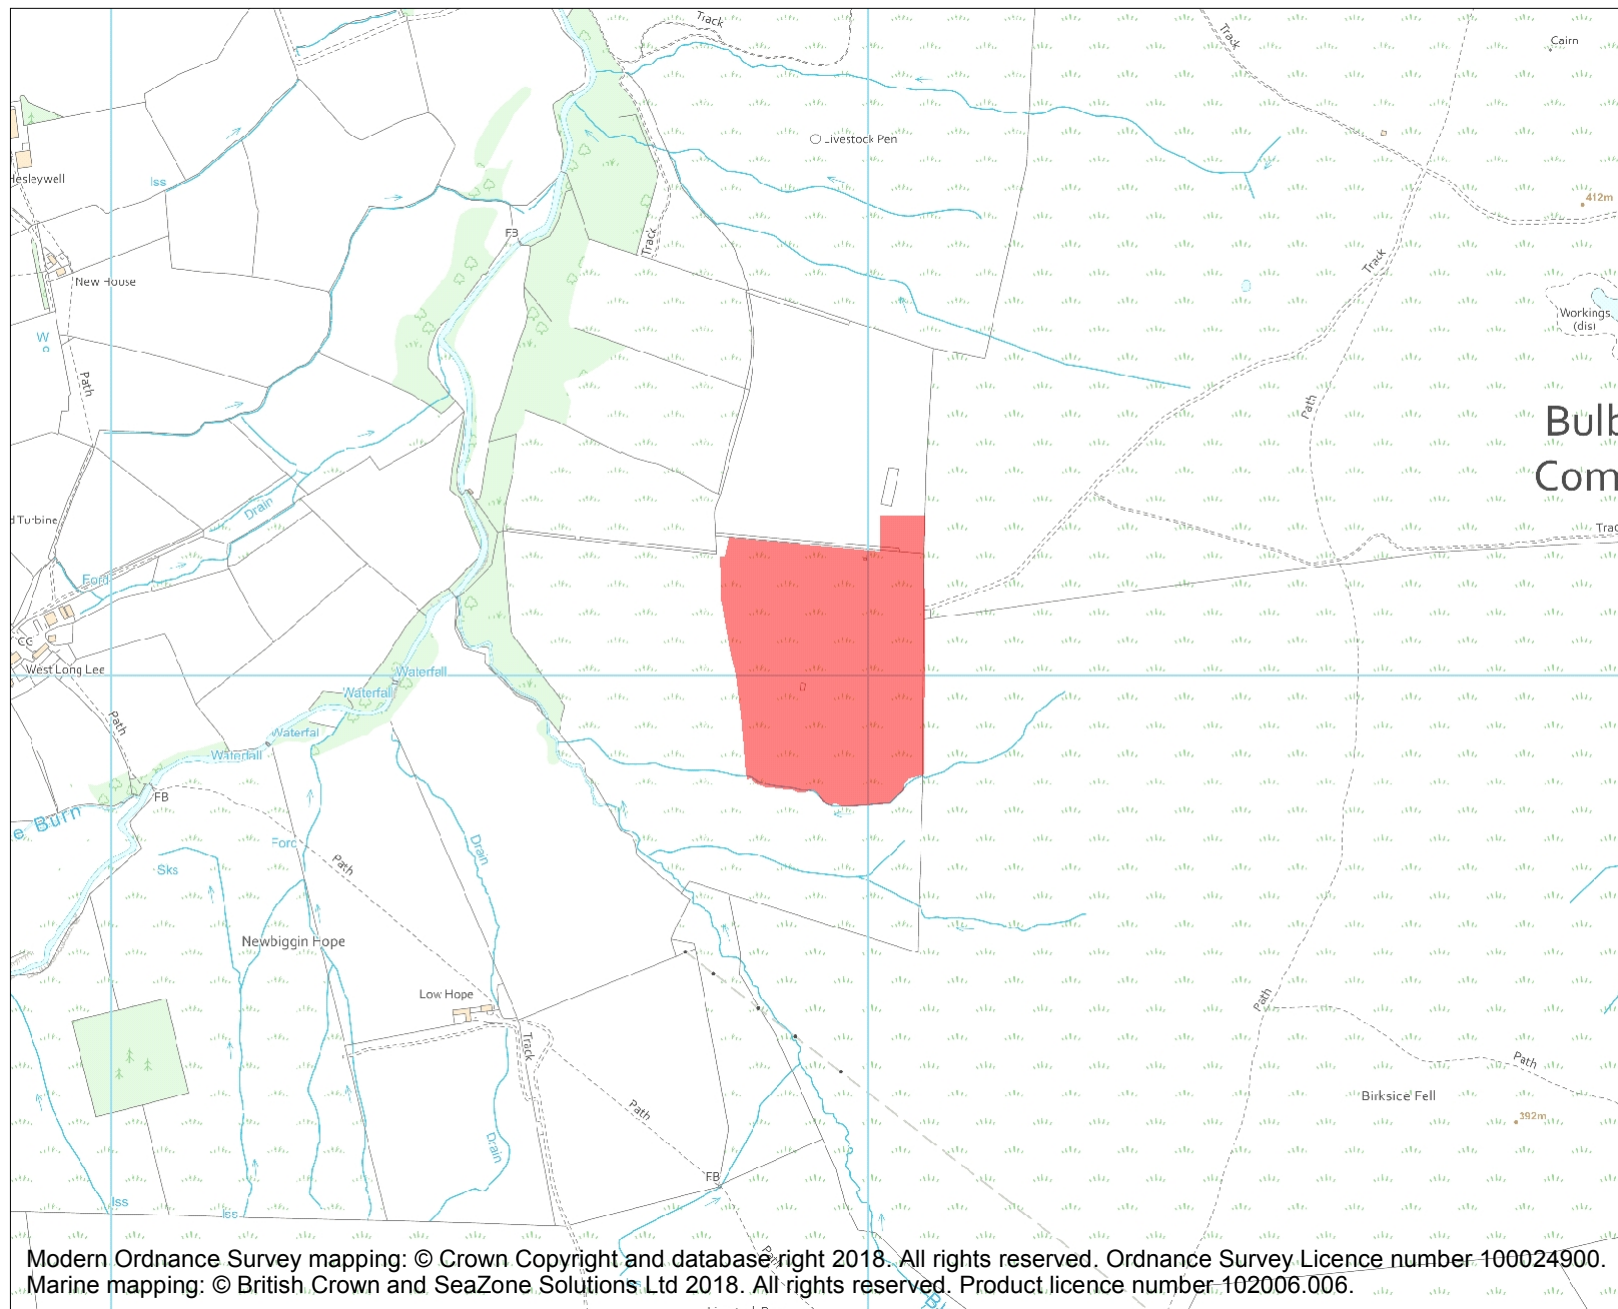 Track
Track
Cairn
Livestock Pen
Hesleywell
Iss
412m
FB
Track
Track
New House
Workings
(dis
W
c
Path
Path
Bulb
Com
Drain
d Turbine
Trac
Ford
CG
West Long Lee
Waterfall
Waterfall
Path
Waterfal
Waterfall
FB
e Burn
Ford
Drain
Path
Sks
Newbiggin Hope
Low Hope
Path
Track
Path
Path
Birkside Fell
392m
Drain
FB
Iss
Iss
Path
Modern Ordnance Survey mapping: © Crown Copyright and database right 2018. All rights reserved. Ordnance Survey Licence number 100024900.
Marine mapping: © British Crown and SeaZone Solutions Ltd 2018. All rights reserved. Product licence number 102006.006.